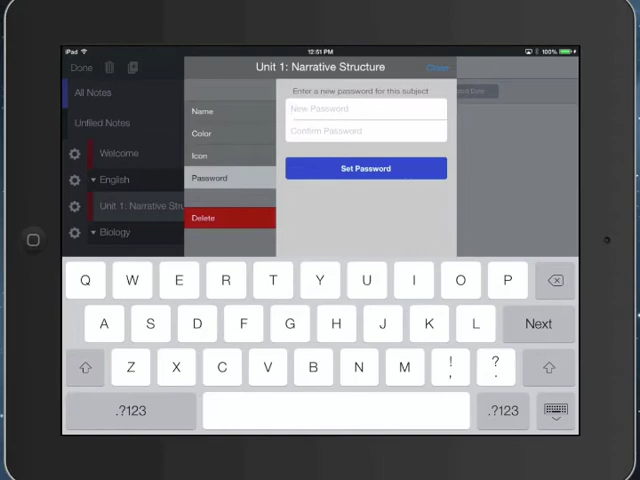 iPad
12:51 PM
100%
Done
Unit 1: Narrative Structure
Close
All Notes
Unfiled Notes
Welcome
English
Unit 1: Narrative Stru
Biology
Name
Color
Icon
Password
Delete
Enter a new password for this subject
New Password
Confirm Password
Set Password
Q W E R T Y U I O P
A S D F G H J K L Next
Z X C V B N M ! , ? .
.?123 .?123